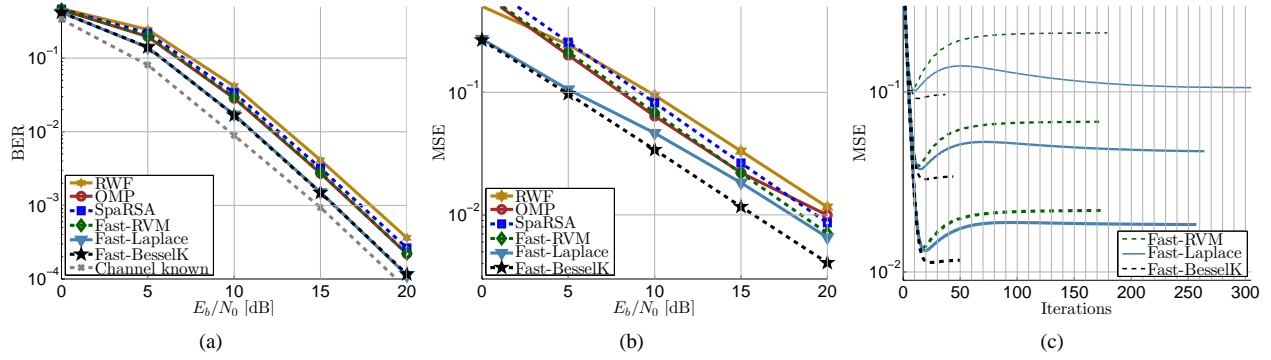 10⁻¹
10⁻²
10⁻³
10⁻⁴
BER
RWF
OMP
SpaRSA
Fast-RVM
Fast-Laplace
Fast-BesselK
Channel known
0 5 10 15 20
E_b/N_0 [dB]
(a)
10⁻¹
10⁻²
MSE
RWF
OMP
SpaRSA
Fast-RVM
Fast-Laplace
Fast-BesselK
0 5 10 15 20
E_b/N_0 [dB]
(b)
10⁻¹
10⁻²
MSE
Fast-RVM
Fast-Laplace
Fast-BesselK
0 50 100 150 200 250 300
Iterations
(c)